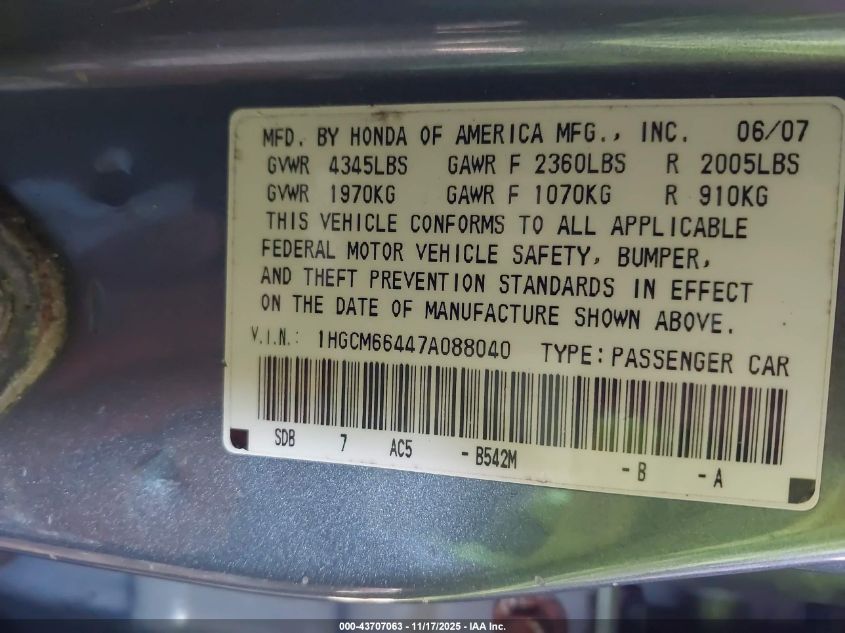 MFD. BY HONDA OF AMERICA MFG., INC. 06/07
GVWR 4345LBS GAWR F 2360LBS R 2005LBS
GVWR 1970KG GAWR F 1070KG R 910KG
THIS VEHICLE CONFORMS TO ALL APPLICABLE
FEDERAL MOTOR VEHICLE SAFETY, BUMPER,
AND THEFT PREVENTION STANDARDS IN EFFECT
ON THE DATE OF MANUFACTURE SHOWN ABOVE.
V.I.N.: 1HGCM66447A088040 TYPE: PASSENGER CAR
SDB 7 AC5 - B542M - B - A
000-43707063 - 11/17/2025 - IAA Inc.